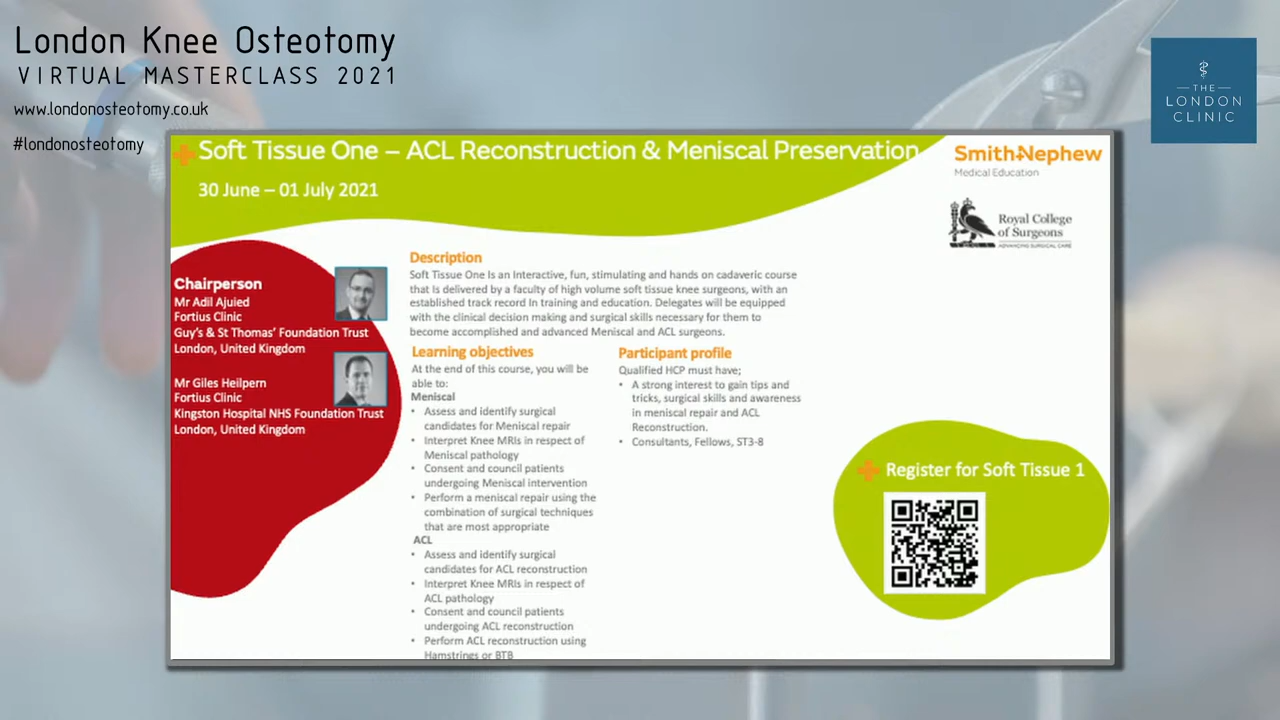 London Knee Osteotomy
VIRTUAL MASTERCLASS 2021
www.londonosteotomy.co.uk
#londonosteotomy
THE
LONDON
CLINIC
Soft Tissue One – ACL Reconstruction & Meniscal Preservation
30 June – 01 July 2021
Smith+Nephew
Medical Education
Royal College
of Surgeons
ADVANCING SURGICAL CARE
Chairperson
Mr Adil Ajuied
Fortius Clinic
Guy's & St Thomas' Foundation Trust
London, United Kingdom
Mr Giles Heilpern
Fortius Clinic
Kingston Hospital NHS Foundation Trust
London, United Kingdom
Description
Soft Tissue One Is an Interactive, fun, stimulating and hands on cadaveric course
that Is delivered by a faculty of high volume soft tissue knee surgeons, with an
established track record In training and education. Delegates will be equipped
with the clinical decision making and surgical skills necessary for them to
become accomplished and advanced Meniscal and ACL surgeons.
Learning objectives
At the end of this course, you will be
able to:
Meniscal
• Assess and identify surgical
candidates for Meniscal repair
• Interpret Knee MRIs in respect of
Meniscal pathology
• Consent and council patients
undergoing Meniscal intervention
• Perform a meniscal repair using the
combination of surgical techniques
that are most appropriate
ACL
• Assess and identify surgical
candidates for ACL reconstruction
• Interpret Knee MRIs in respect of
ACL pathology
• Consent and council patients
undergoing ACL reconstruction
• Perform ACL reconstruction using
Hamstrings or BTB
Participant profile
Qualified HCP must have;
• A strong interest to gain tips and
tricks, surgical skills and awareness
in meniscal repair and ACL
Reconstruction.
• Consultants, Fellows, ST3-8
Register for Soft Tissue 1